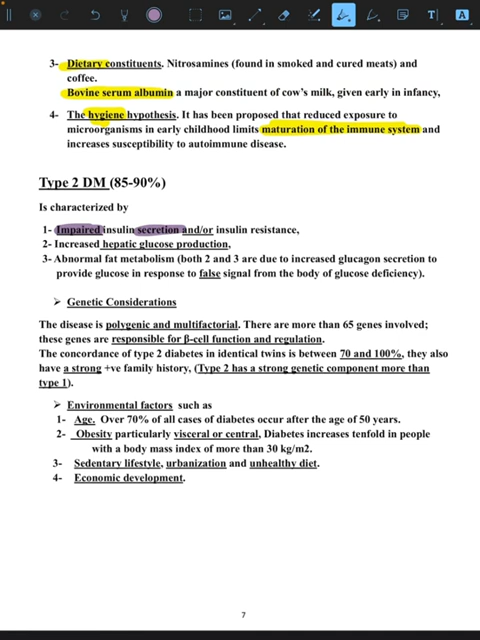 3- Dietary constituents. Nitrosamines (found in smoked and cured meats) and
coffee.
Bovine serum albumin a major constituent of cow's milk, given early in infancy,
4- The hygiene hypothesis. It has been proposed that reduced exposure to
microorganisms in early childhood limits maturation of the immune system and
increases susceptibility to autoimmune disease.
Type 2 DM (85-90%)
Is characterized by
1- Impaired insulin secretion and/or insulin resistance,
2- Increased hepatic glucose production,
3- Abnormal fat metabolism (both 2 and 3 are due to increased glucagon secretion to
provide glucose in response to false signal from the body of glucose deficiency).
➢ Genetic Considerations
The disease is polygenic and multifactorial. There are more than 65 genes involved;
these genes are responsible for β-cell function and regulation.
The concordance of type 2 diabetes in identical twins is between 70 and 100%, they also
have a strong +ve family history, (Type 2 has a strong genetic component more than
type 1).
➢ Environmental factors such as
1- Age. Over 70% of all cases of diabetes occur after the age of 50 years.
2- Obesity particularly visceral or central, Diabetes increases tenfold in people
with a body mass index of more than 30 kg/m2.
3- Sedentary lifestyle, urbanization and unhealthy diet.
4- Economic development.
7